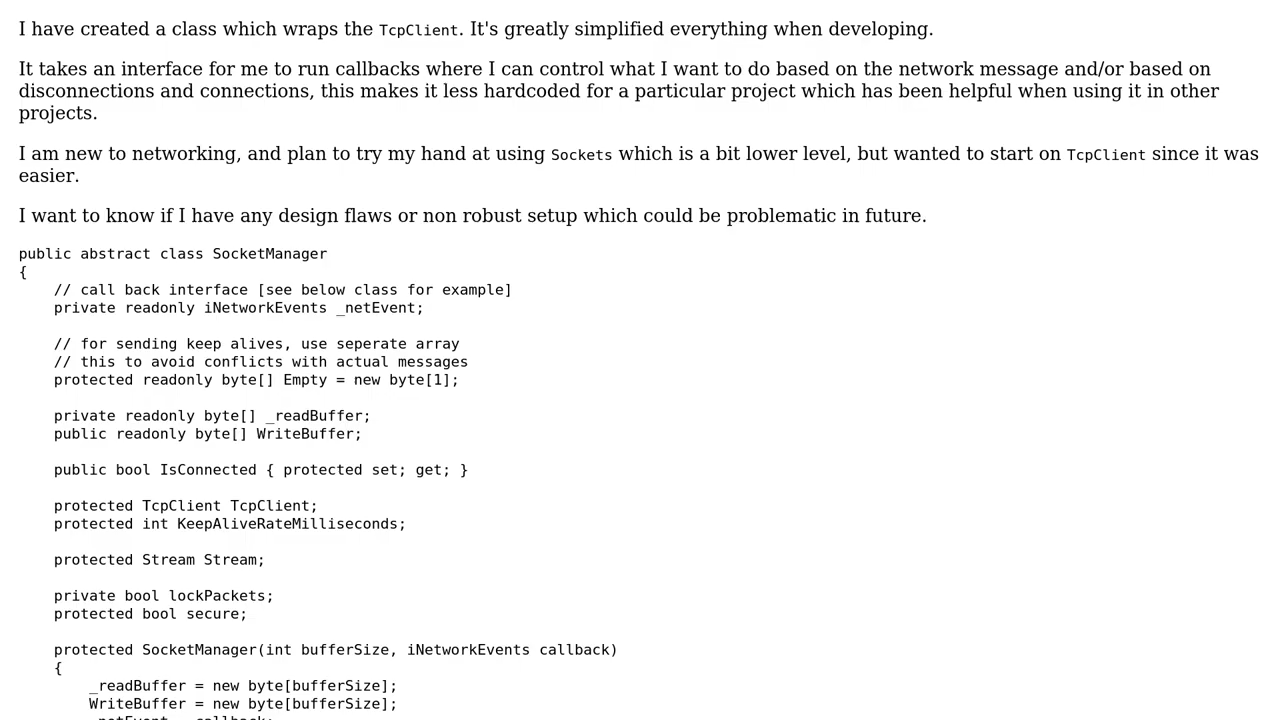 I have created a class which wraps the TcpClient. It's greatly simplified everything when developing.
It takes an interface for me to run callbacks where I can control what I want to do based on the network message and/or based on
disconnections and connections, this makes it less hardcoded for a particular project which has been helpful when using it in other
projects.
I am new to networking, and plan to try my hand at using Sockets which is a bit lower level, but wanted to start on TcpClient since it was
easier.
I want to know if I have any design flaws or non robust setup which could be problematic in future.
public abstract class SocketManager
{
    // call back interface [see below class for example]
    private readonly iNetworkEvents _netEvent;
    // for sending keep alives, use seperate array
    // this to avoid conflicts with actual messages
    protected readonly byte[] Empty = new byte[1];
    private readonly byte[] _readBuffer;
    public readonly byte[] WriteBuffer;
    public bool IsConnected { protected set; get; }
    protected TcpClient TcpClient;
    protected int KeepAliveRateMilliseconds;
    protected Stream Stream;
    private bool lockPackets;
    protected bool secure;
    protected SocketManager(int bufferSize, iNetworkEvents callback)
    {
        _readBuffer = new byte[bufferSize];
        WriteBuffer = new byte[bufferSize];
        _netEvent = callback;